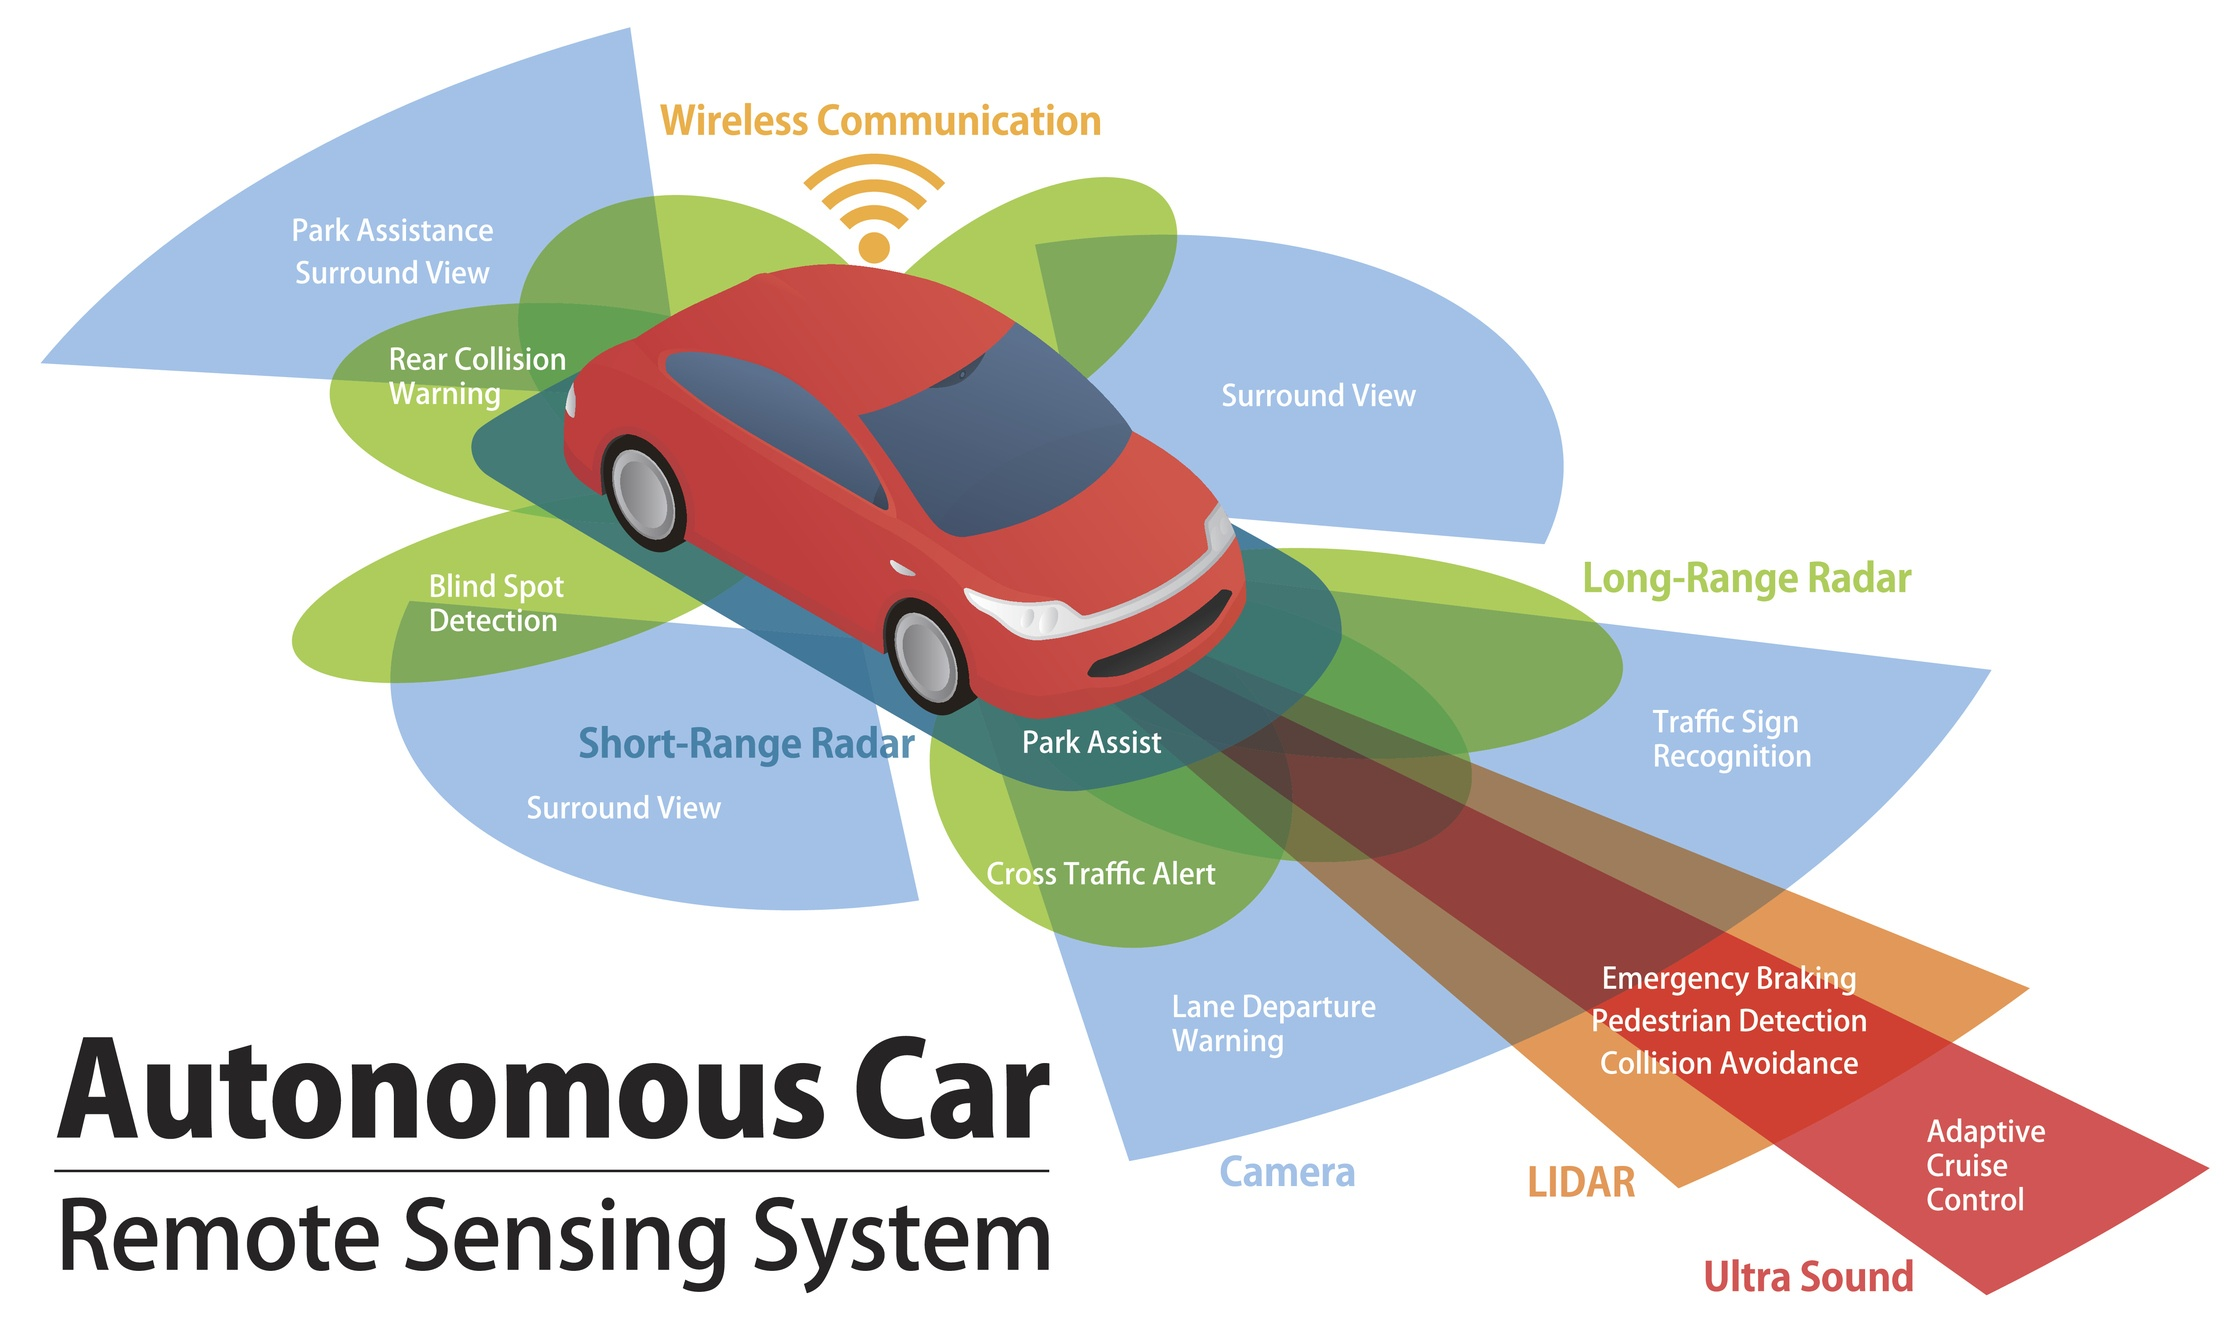 Wireless Communication
Park Assistance
Surround View
Rear Collision
Warning
Surround View
Blind Spot
Detection
Long-Range Radar
Traffic Sign
Recognition
Short-Range Radar
Park Assist
Surround View
Cross Traffic Alert
Lane Departure
Warning
Emergency Braking
Pedestrian Detection
Collision Avoidance
Adaptive
Cruise
Control
Camera
LIDAR
Ultra Sound
Autonomous Car
Remote Sensing System